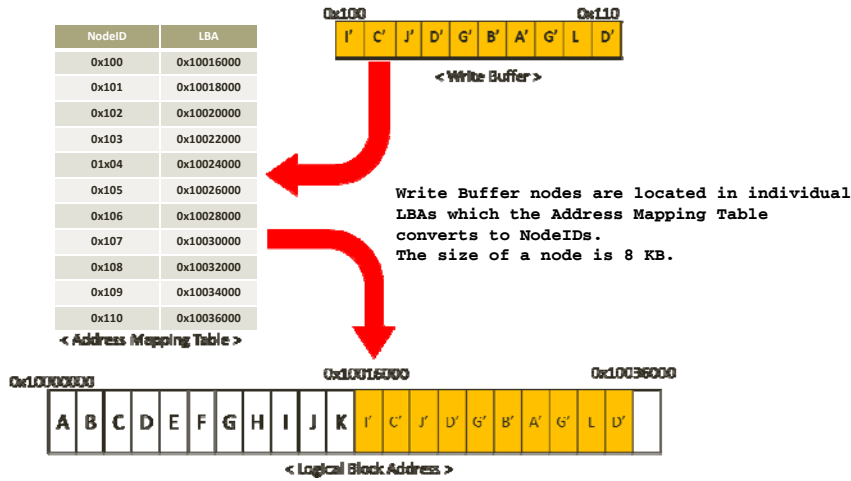 0x100 0x110
I’ C’ J’ D’ G’ B’ A’ G’ L D’
< Write Buffer >
NodeID LBA
0x100 0x10016000
0x101 0x10018000
0x102 0x10020000
0x103 0x10022000
01x04 0x10024000
0x105 0x10026000
0x106 0x10028000
0x107 0x10030000
0x108 0x10032000
0x109 0x10034000
0x110 0x10036000
< Address Mapping Table >
Write Buffer nodes are located in individual
LBAs which the Address Mapping Table
converts to NodeIDs.
The size of a node is 8 KB.
0x10000000 0x10016000 0x10036000
A B C D E F G H I J K I’ C’ J’ D’ G’ B’ A’ G’ L D’
< Logical Block Address >